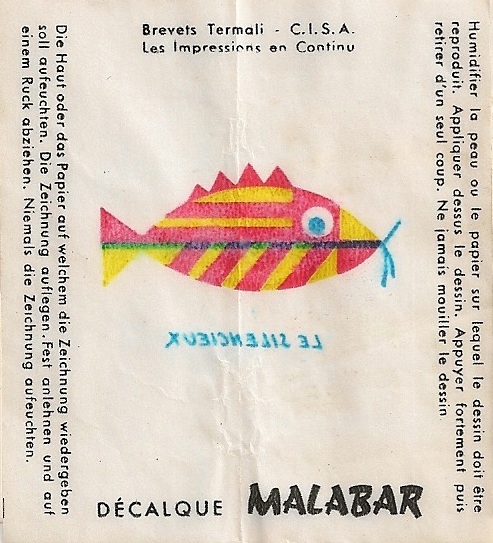 Brevets Termali - C.I.S.A.
Les Impressions en Continu
Die Haut oder das Papier auf welchem die Zeichnung wiedergeben
soll aufeuchten. Die Zeichnung auflegen. Fest anlehnen und auf
einem Ruck abziehen. Niemals die Zeichnung aufeuchten.
Humidifier la peau ou le papier sur lequel le dessin doit être
reproduit. Appliquer dessus le dessin. Appuyer fortement puis
retirer d'un seul coup. Ne jamais mouiller le dessin
LE SILENCIEUX
DÉCALQUE MALABAR